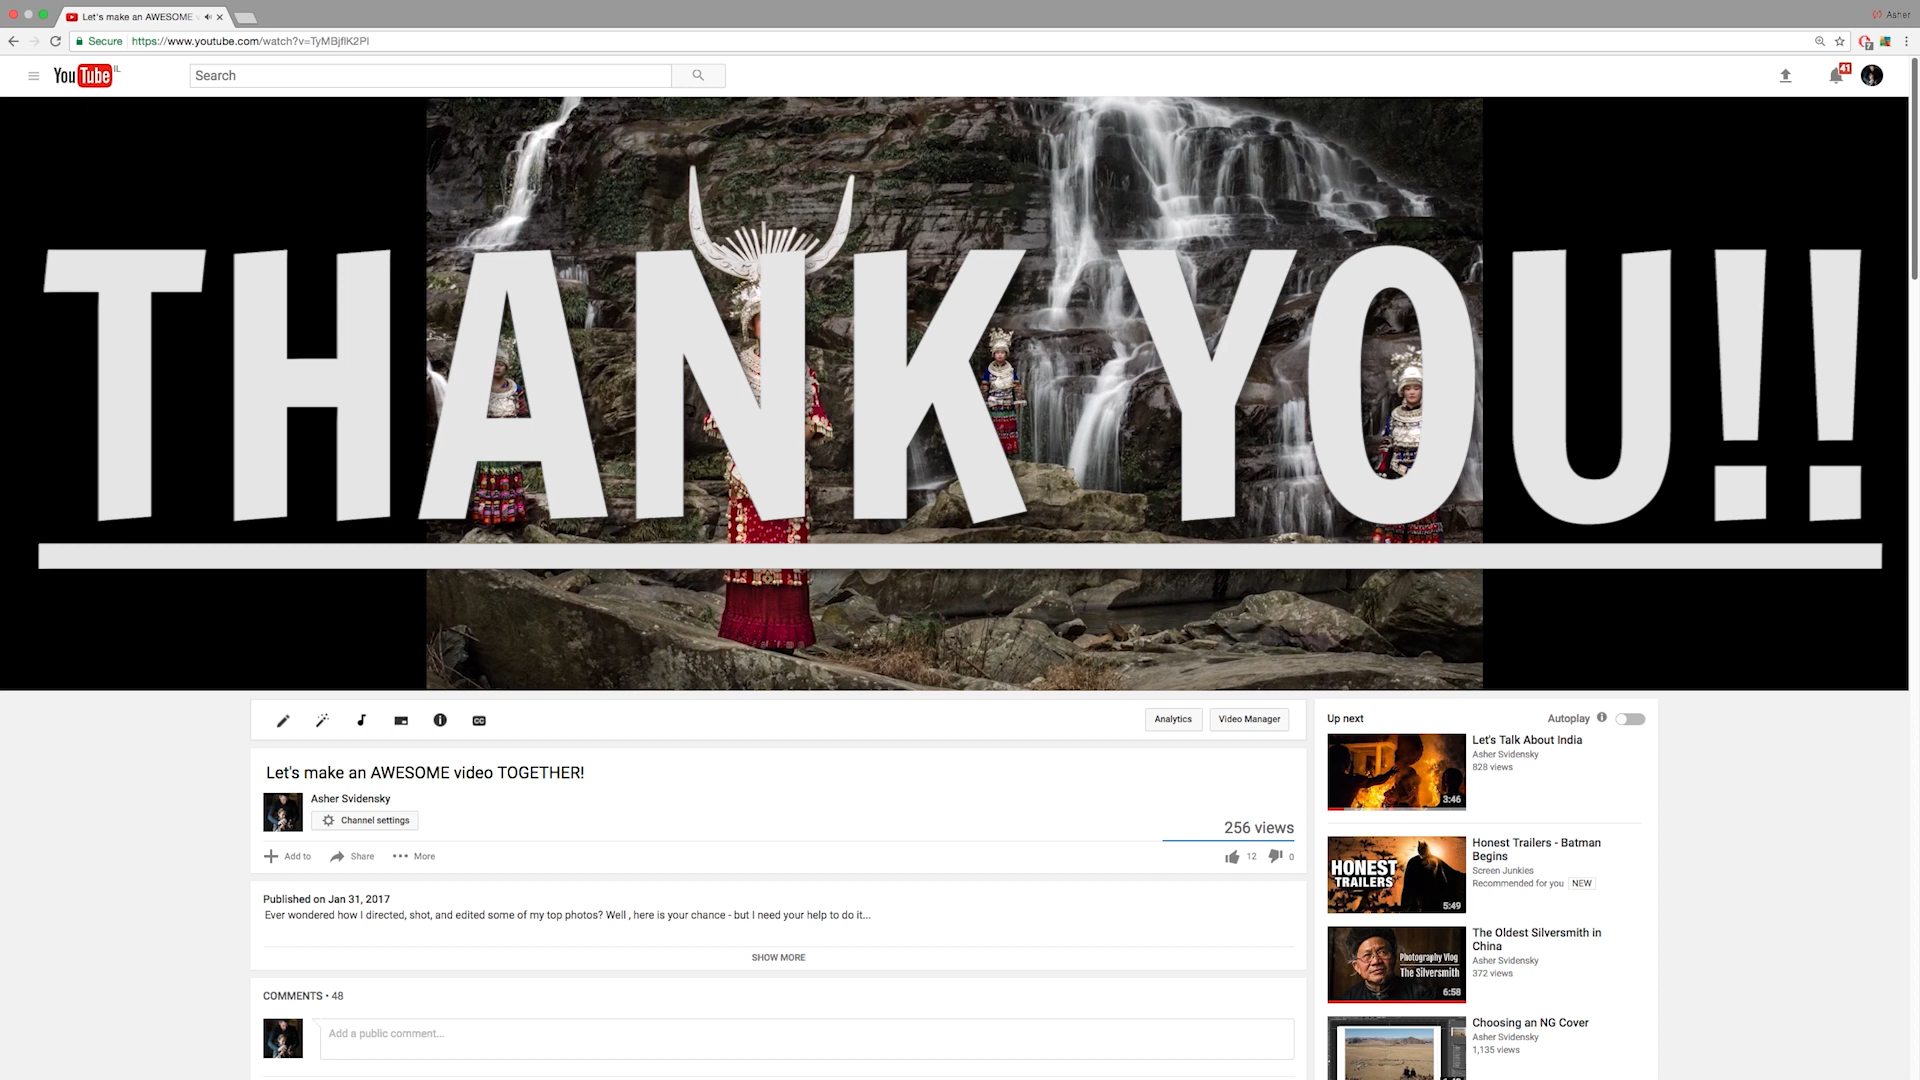 Let's make an AWESOME
Asher
Secure https://www.youtube.com/watch?v=TyMBjflK2PI
7
YouTube IL
Search
41
THANK YOU!!
CC
Analytics
Video Manager
Let's make an AWESOME video TOGETHER!
Asher Svidensky
Channel settings
256 views
Add to
Share
More
12
0
Published on Jan 31, 2017
Ever wondered how I directed, shot, and edited some of my top photos? Well , here is your chance - but I need your help to do it...
SHOW MORE
COMMENTS • 48
Add a public comment...
Up next
Autoplay
3:46
Let's Talk About India
Asher Svidensky
828 views
HONEST
TRAILERS
5:49
Honest Trailers - Batman
Begins
Screen Junkies
Recommended for you NEW
Photography Vlog
The Silversmith
6:58
The Oldest Silversmith in
China
Asher Svidensky
372 views
Choosing an NG Cover
Asher Svidensky
1,135 views